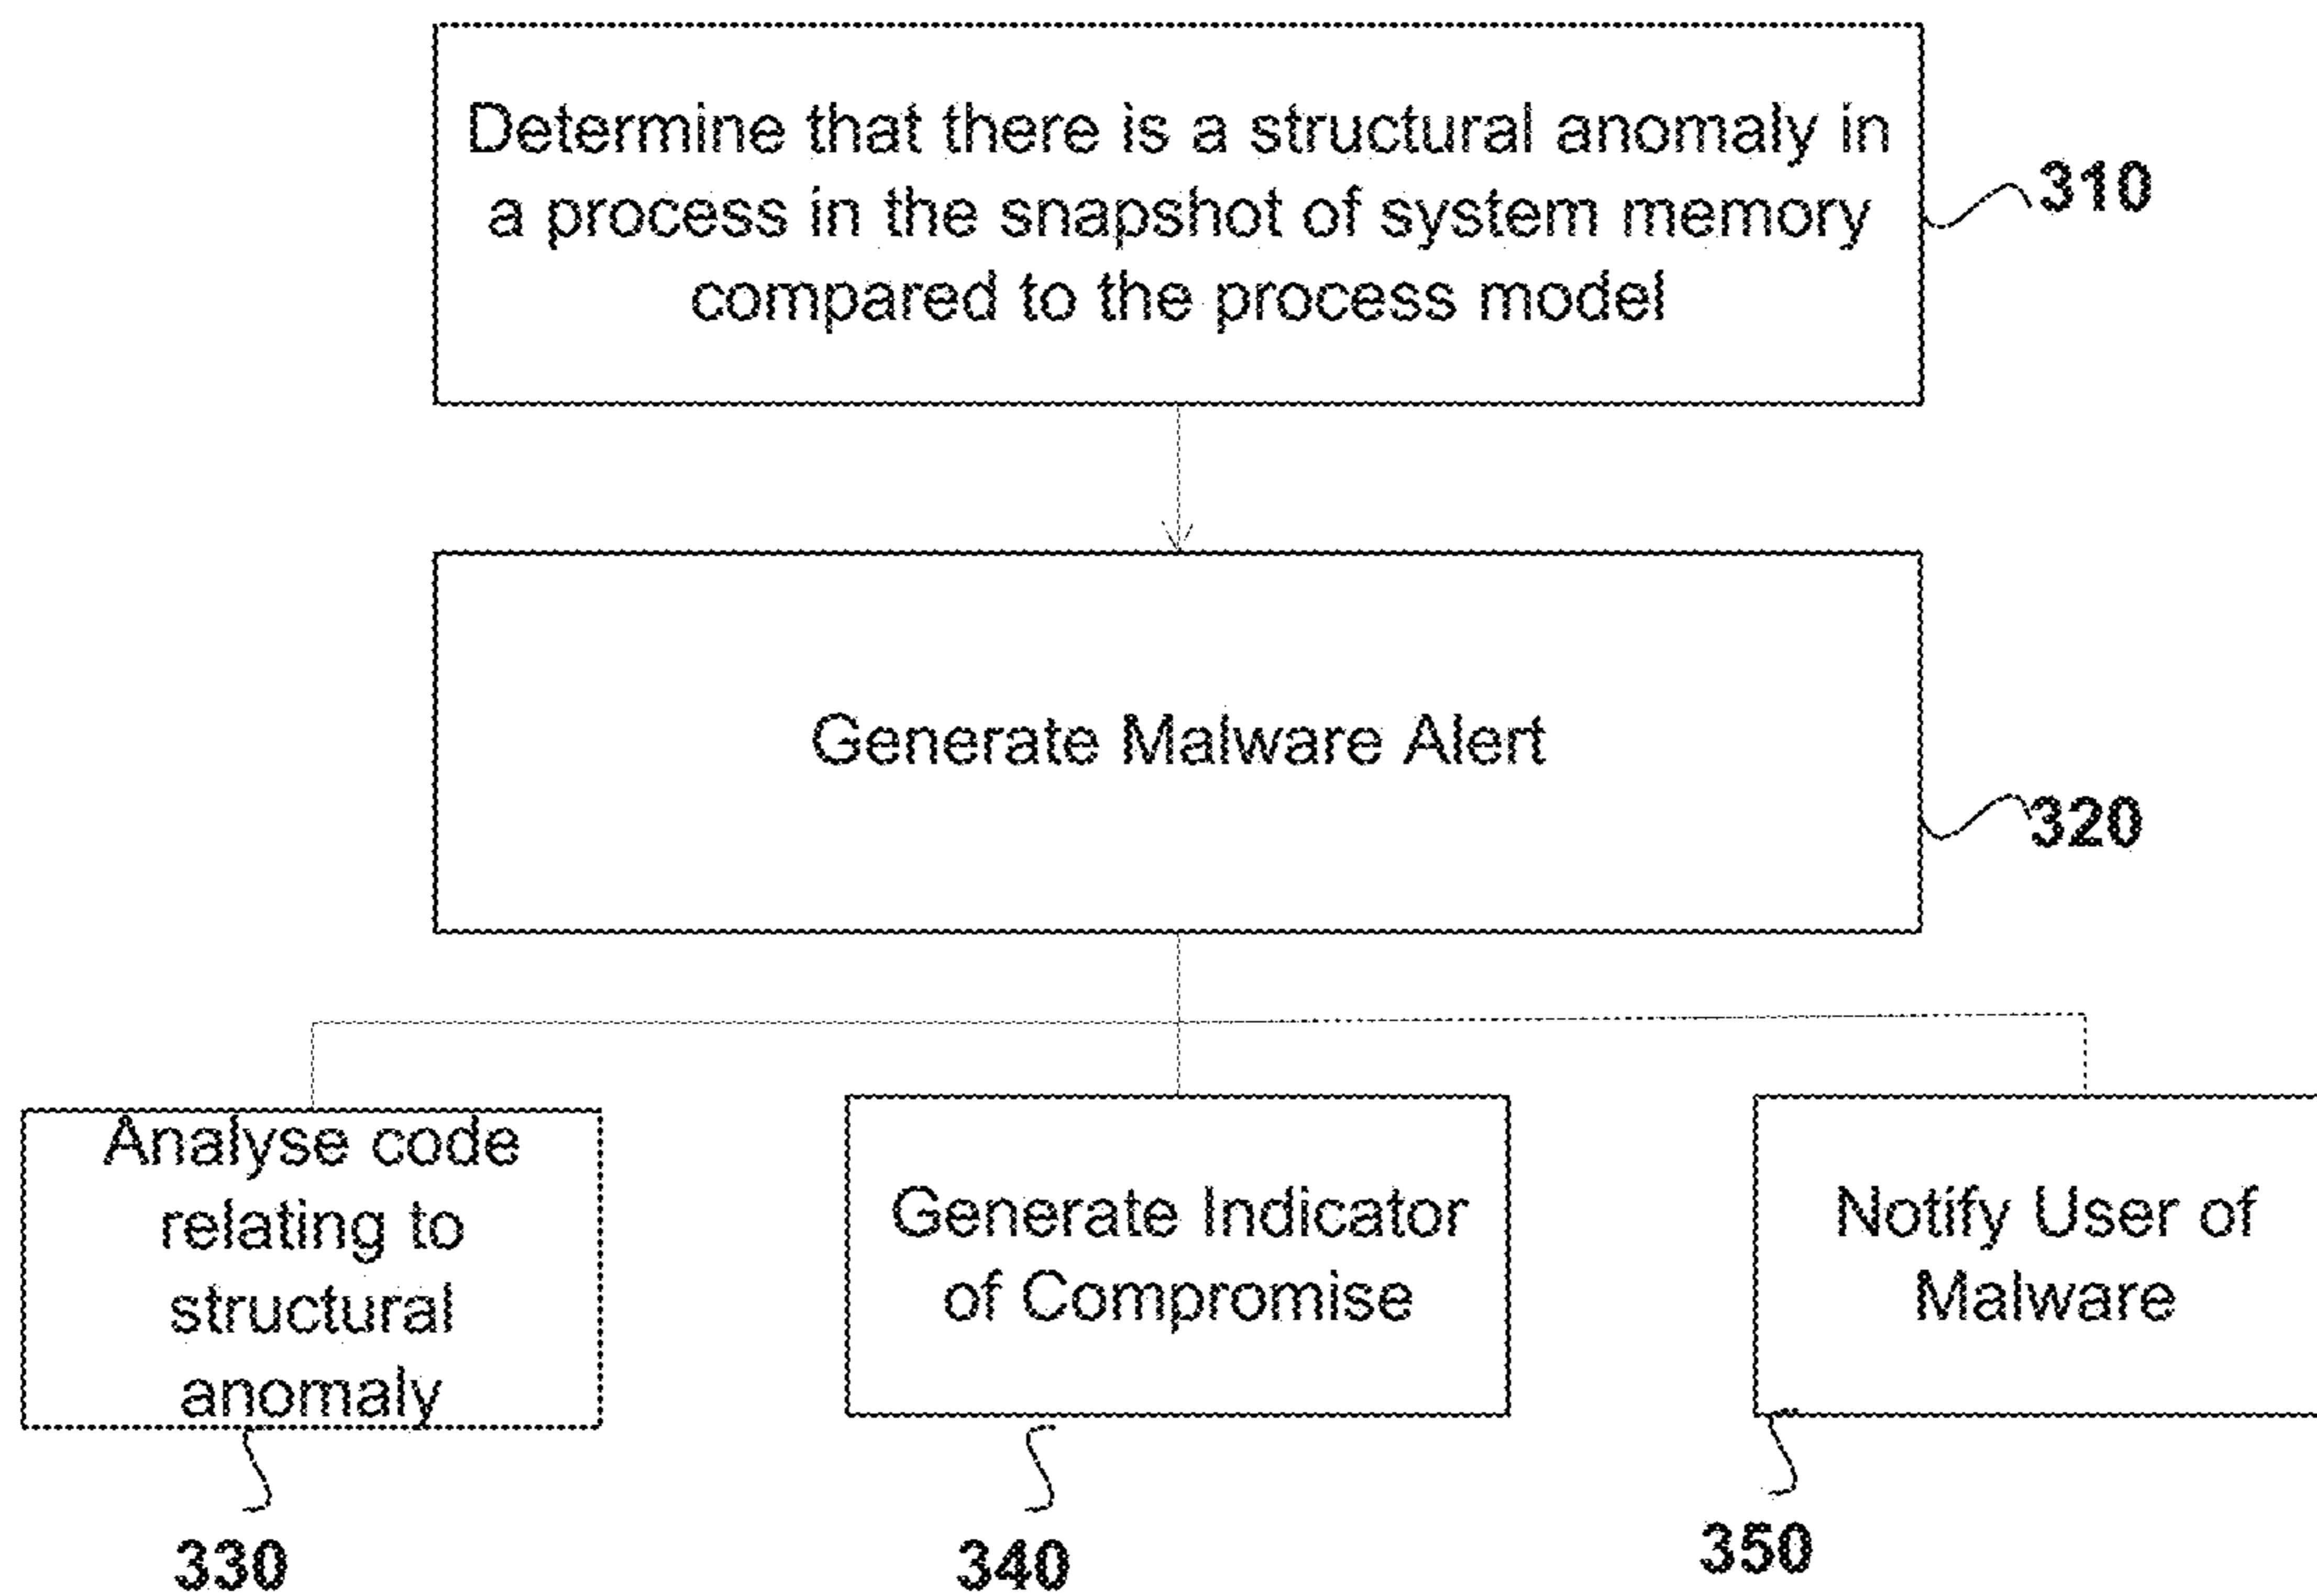 Determine that there is a structural anomaly in
a process in the snapshot of system memory
compared to the process model
310
Generate Malware Alert
320
Analyse code
relating to
structural
anomaly
330
Generate Indicator
of Compromise
340
Notify User of
Malware
350